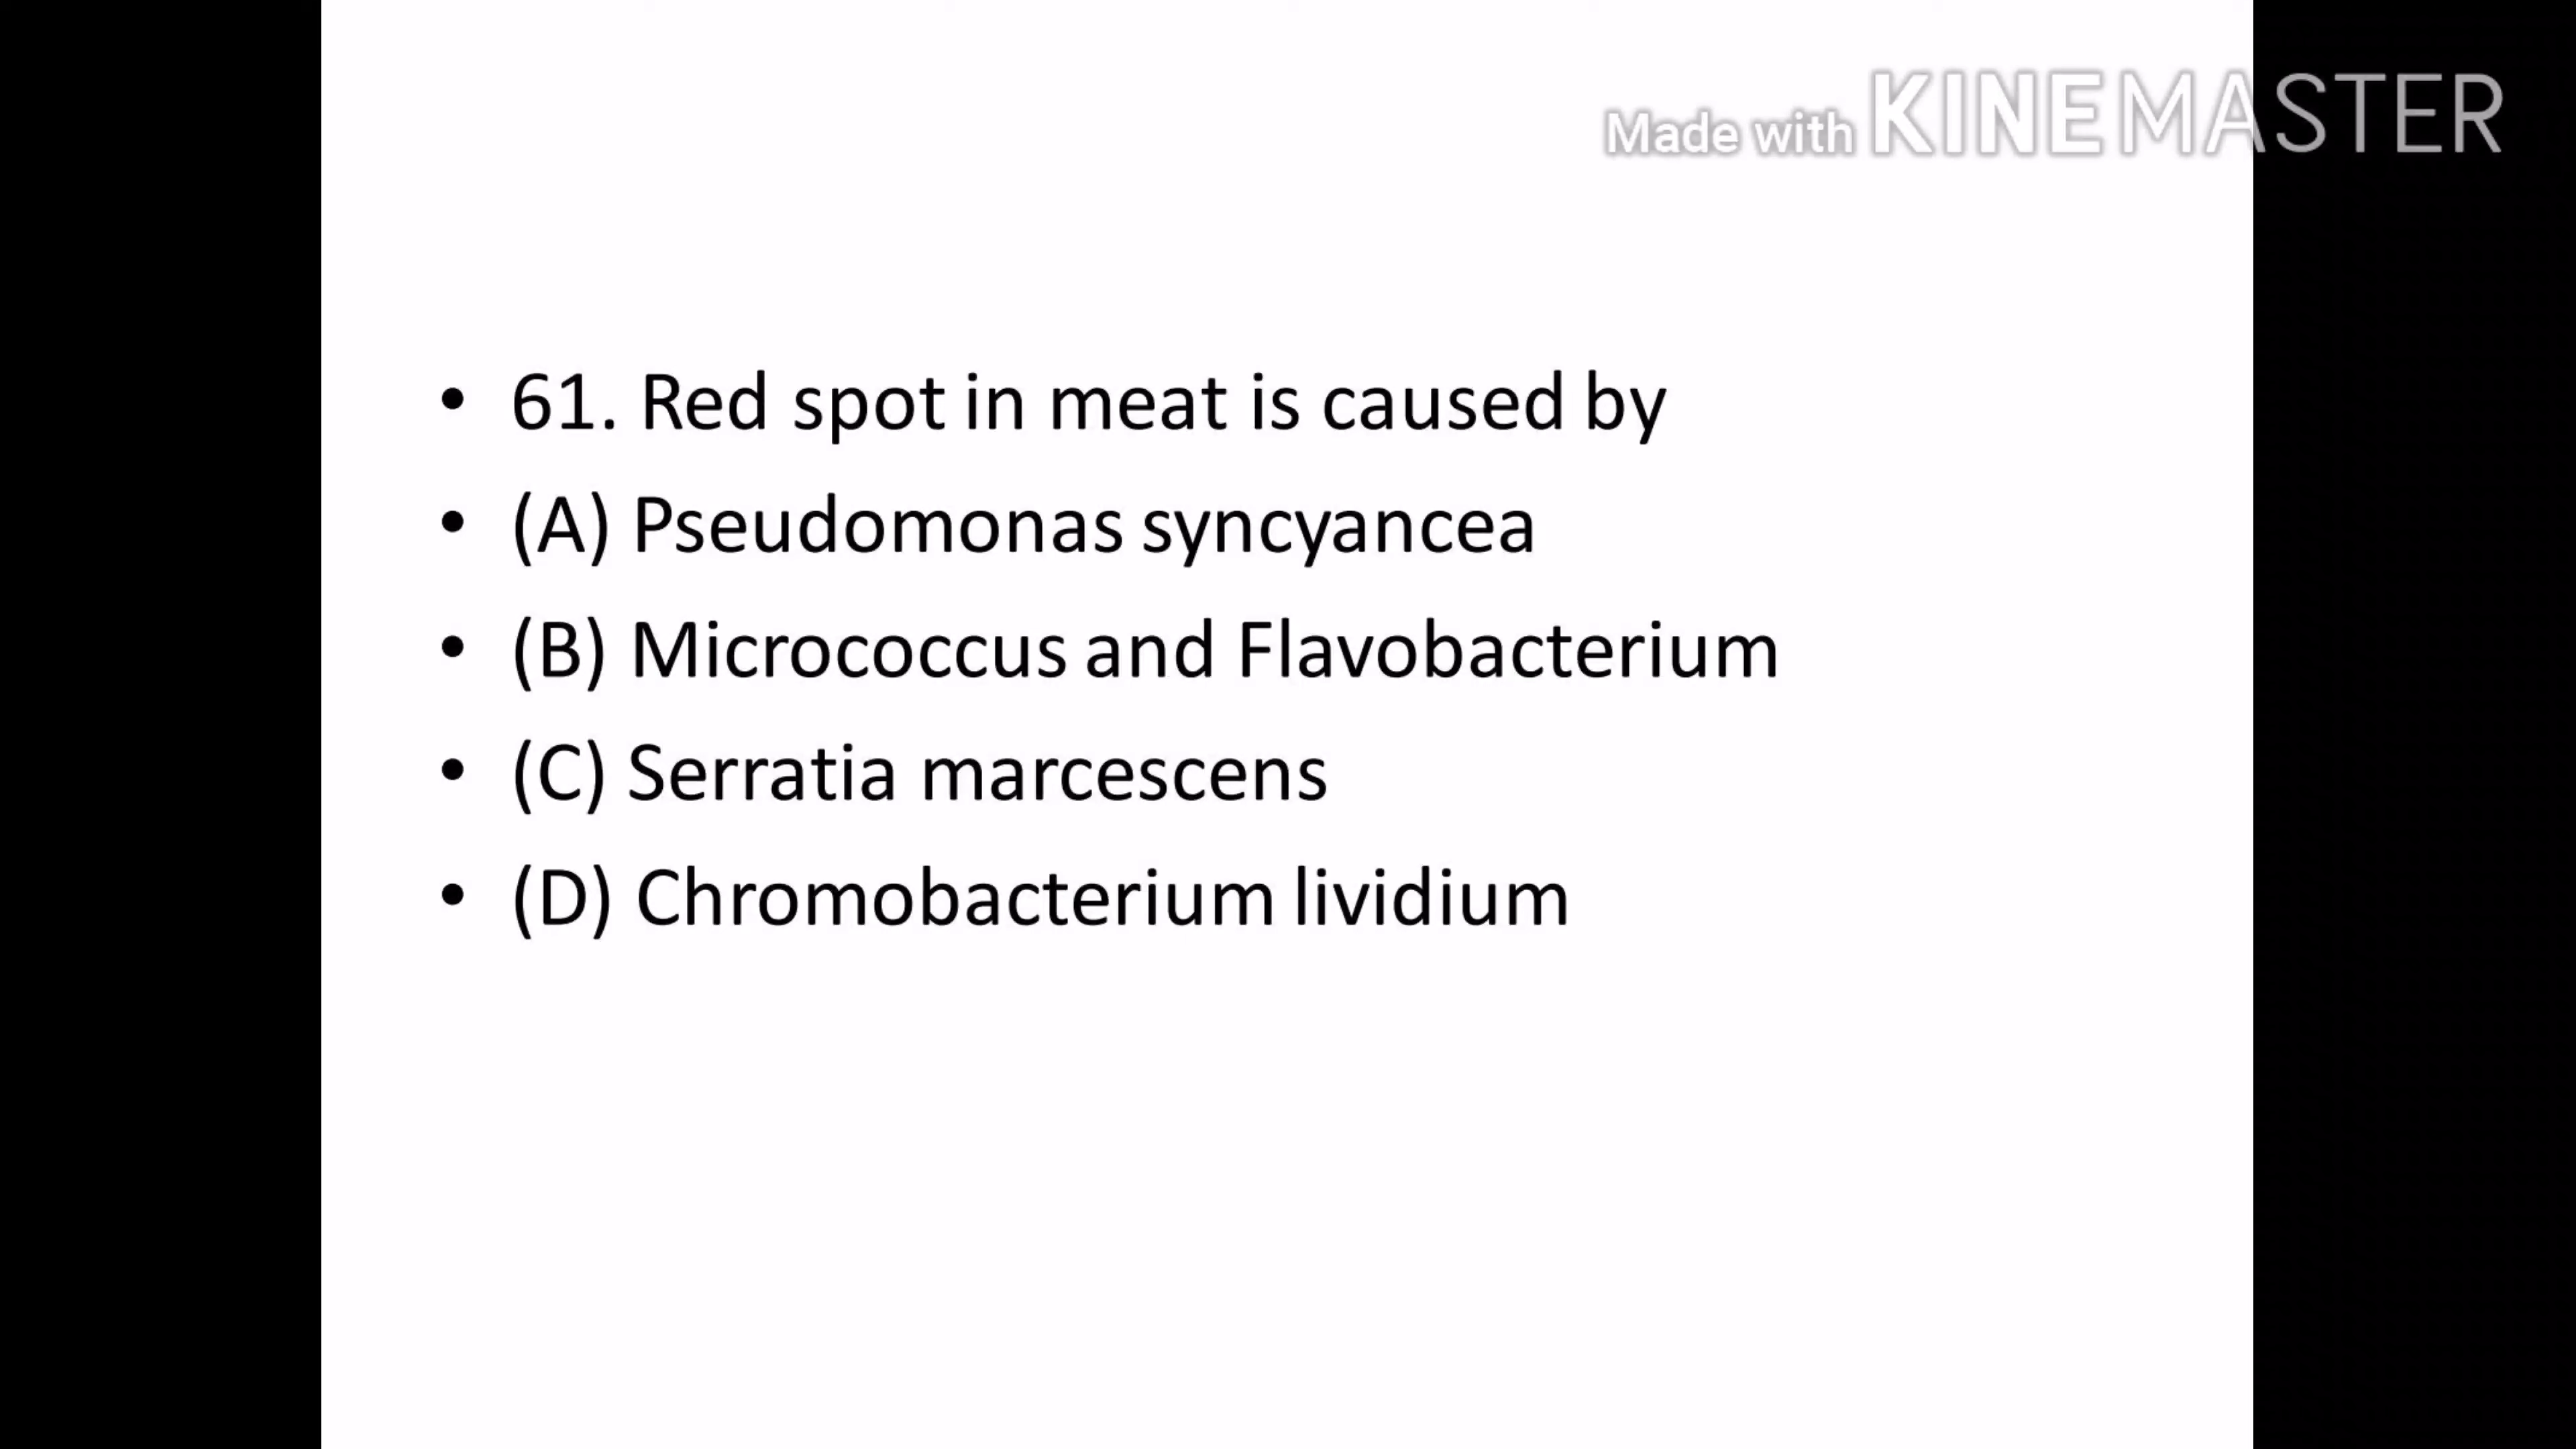 Made with KINEMASTER
• 61. Red spot in meat is caused by
• (A) Pseudomonas syncyancea
• (B) Micrococcus and Flavobacterium
• (C) Serratia marcescens
• (D) Chromobacterium lividium